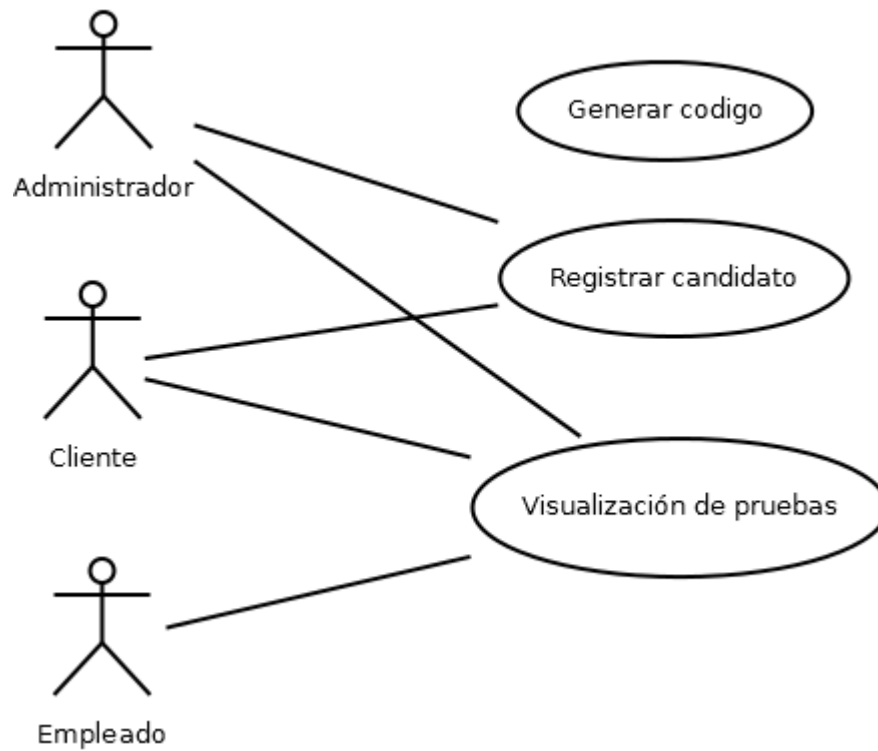 Generar codigo
Administrador
Registrar candidato
Cliente
Visualización de pruebas
Empleado